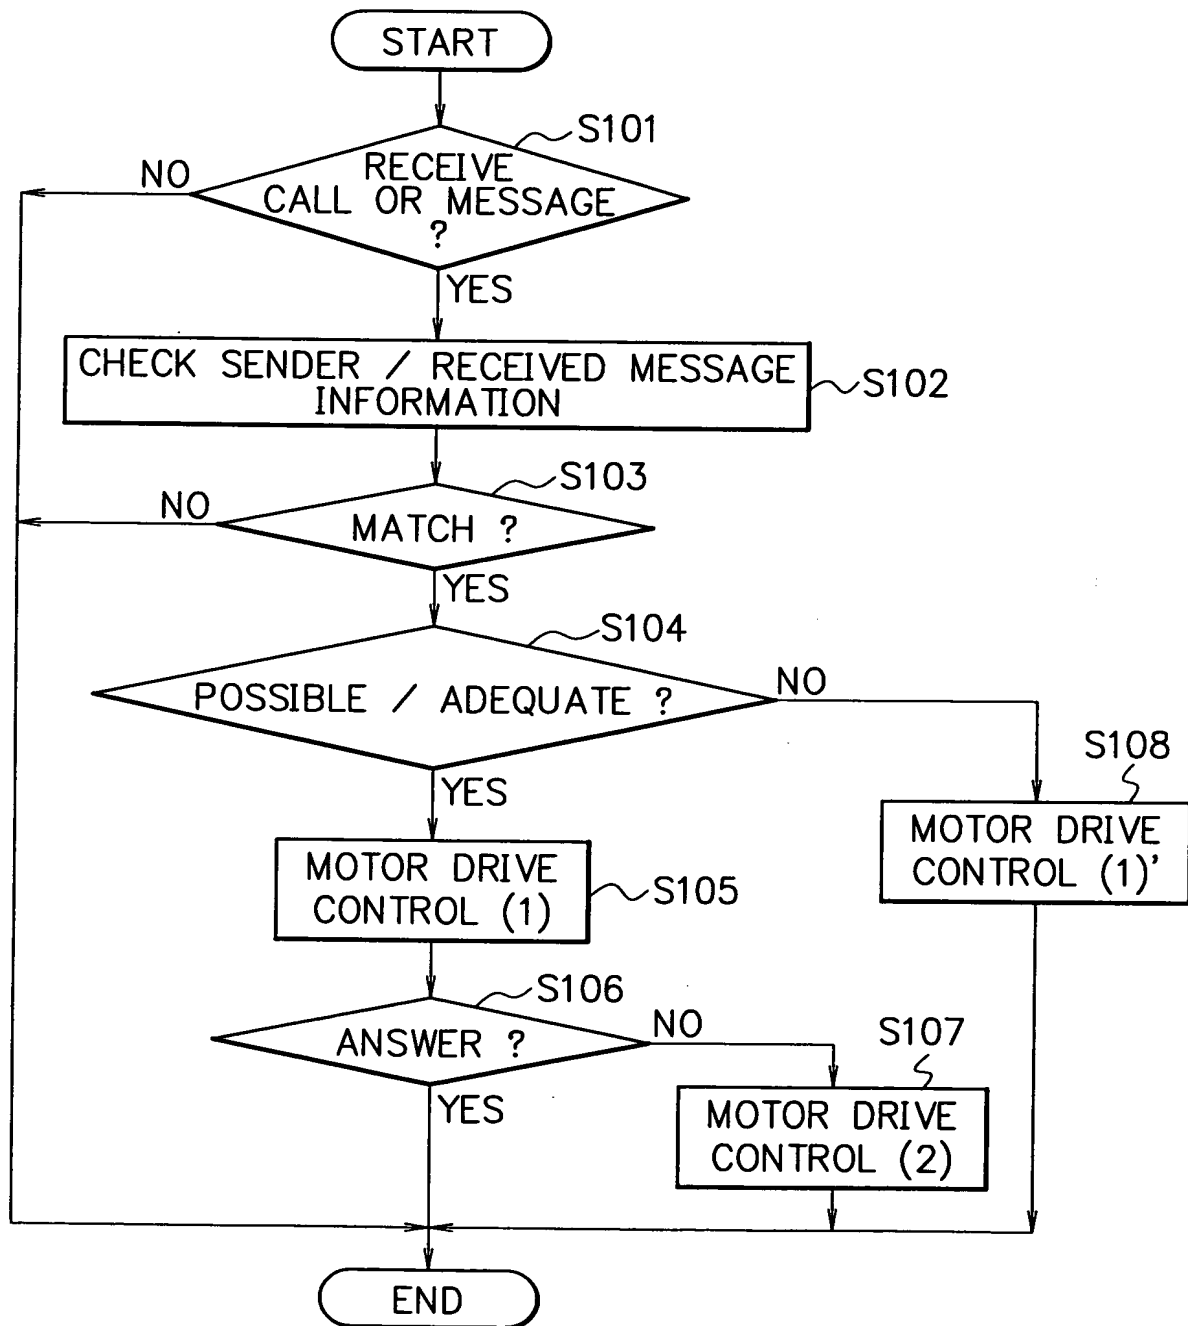 START
S101
RECEIVE
CALL OR MESSAGE
?
NO
YES
CHECK SENDER / RECEIVED MESSAGE
INFORMATION
S102
S103
NO
MATCH ?
YES
S104
POSSIBLE / ADEQUATE ?
NO
YES
S108
MOTOR DRIVE
CONTROL (1)'
MOTOR DRIVE
CONTROL (1)
S105
S106
ANSWER ?
NO
YES
S107
MOTOR DRIVE
CONTROL (2)
END